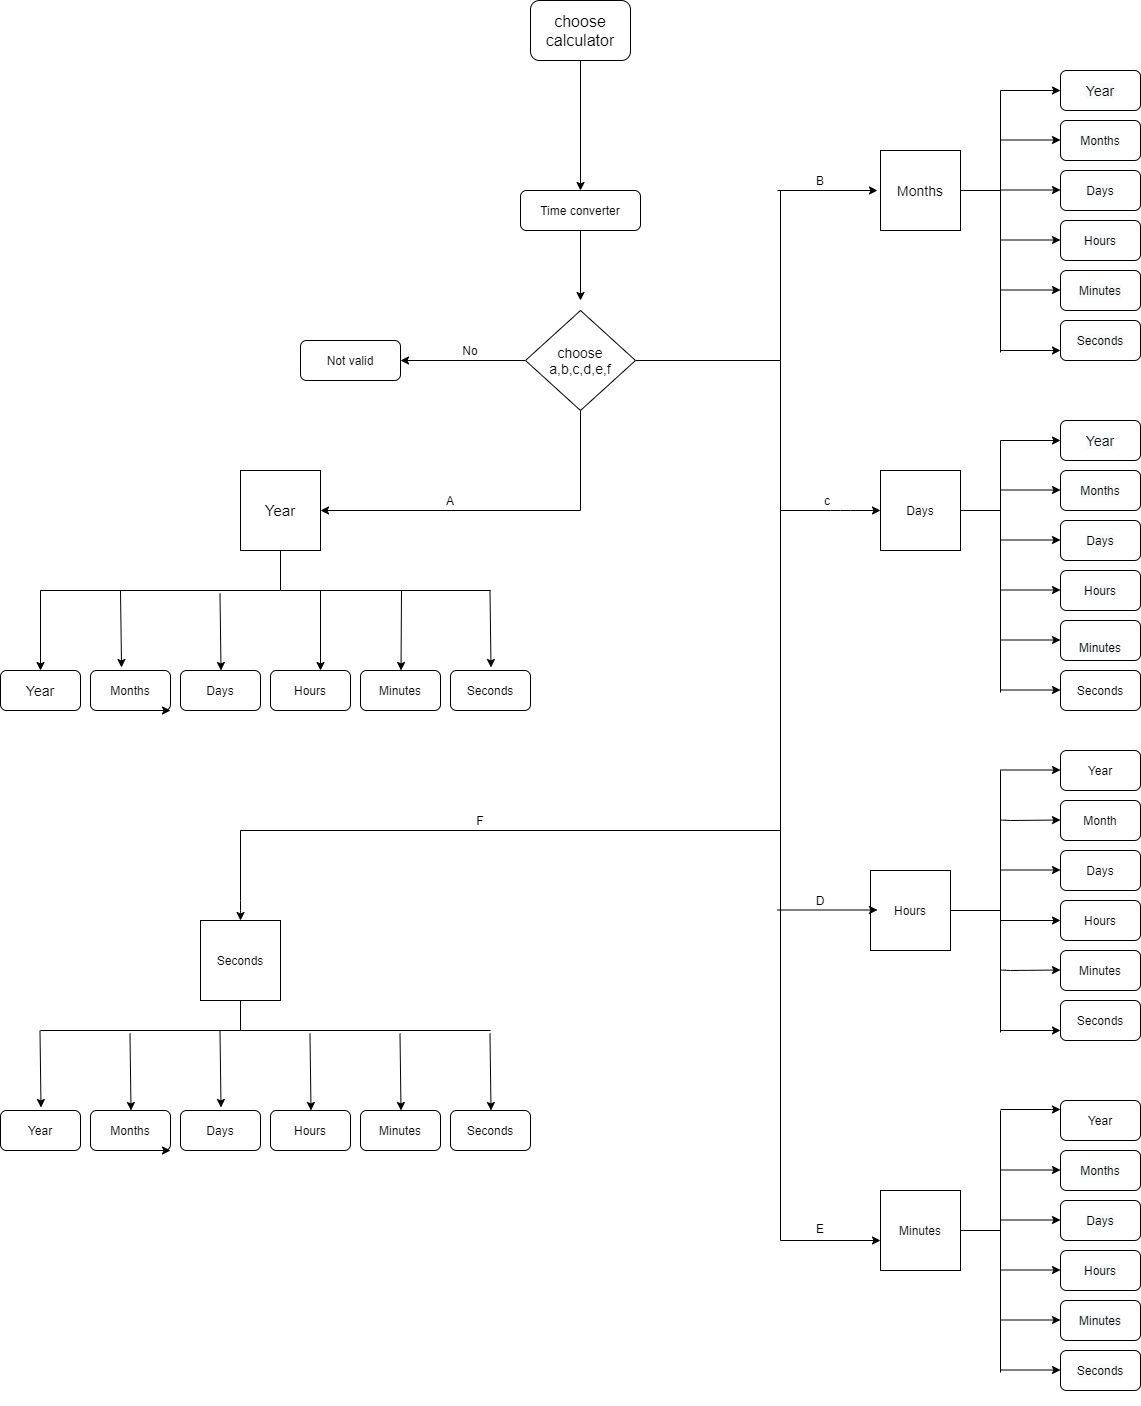 choose
calculator
Time converter
choose
a,b,c,d,e,f
No
Not valid
A
Year
Year
Months
Days
Hours
Minutes
Seconds
B
Months
Year
Months
Days
Hours
Minutes
Seconds
c
Days
Year
Months
Days
Hours
Minutes
Seconds
D
Hours
Year
Month
Days
Hours
Minutes
Seconds
E
Minutes
Year
Months
Days
Hours
Minutes
Seconds
F
Seconds
Year
Months
Days
Hours
Minutes
Seconds